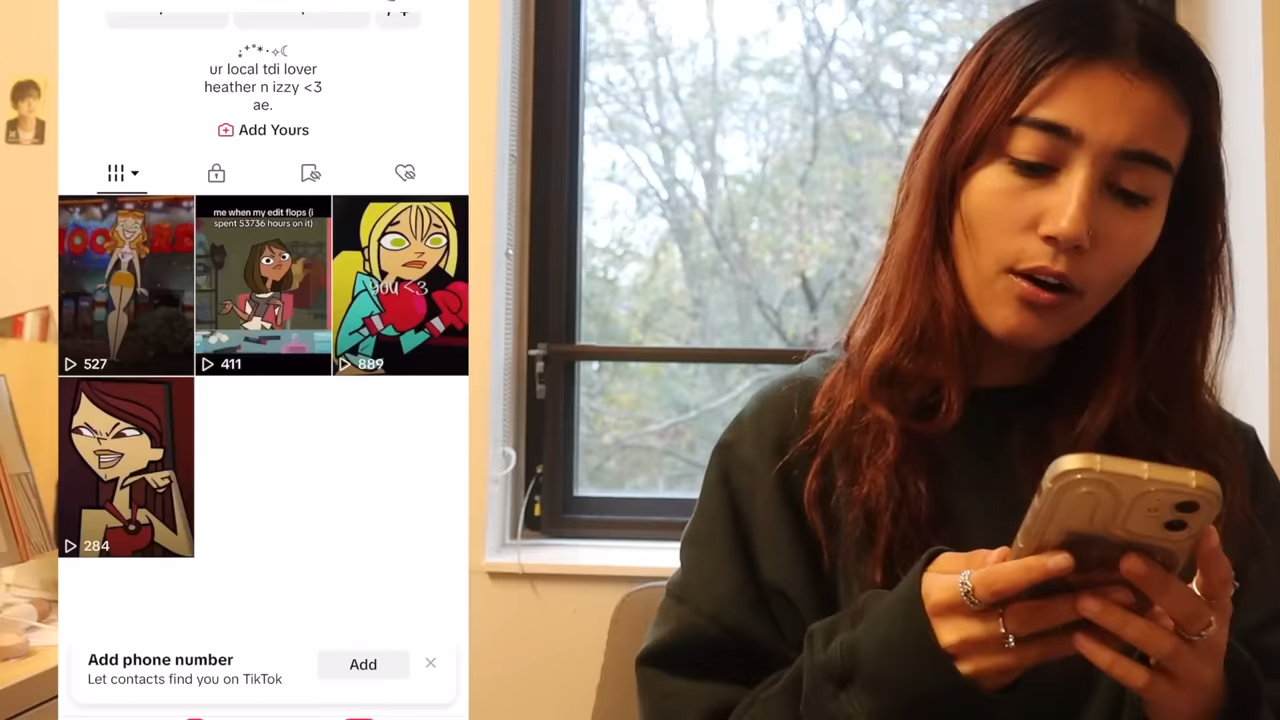 ur local tdi lover
heather n izzy <3
ae.
Add Yours
me when my edit flops (i
spent 53736 hours on it)
you <3
527
411
889
284
Add phone number
Let contacts find you on TikTok
Add